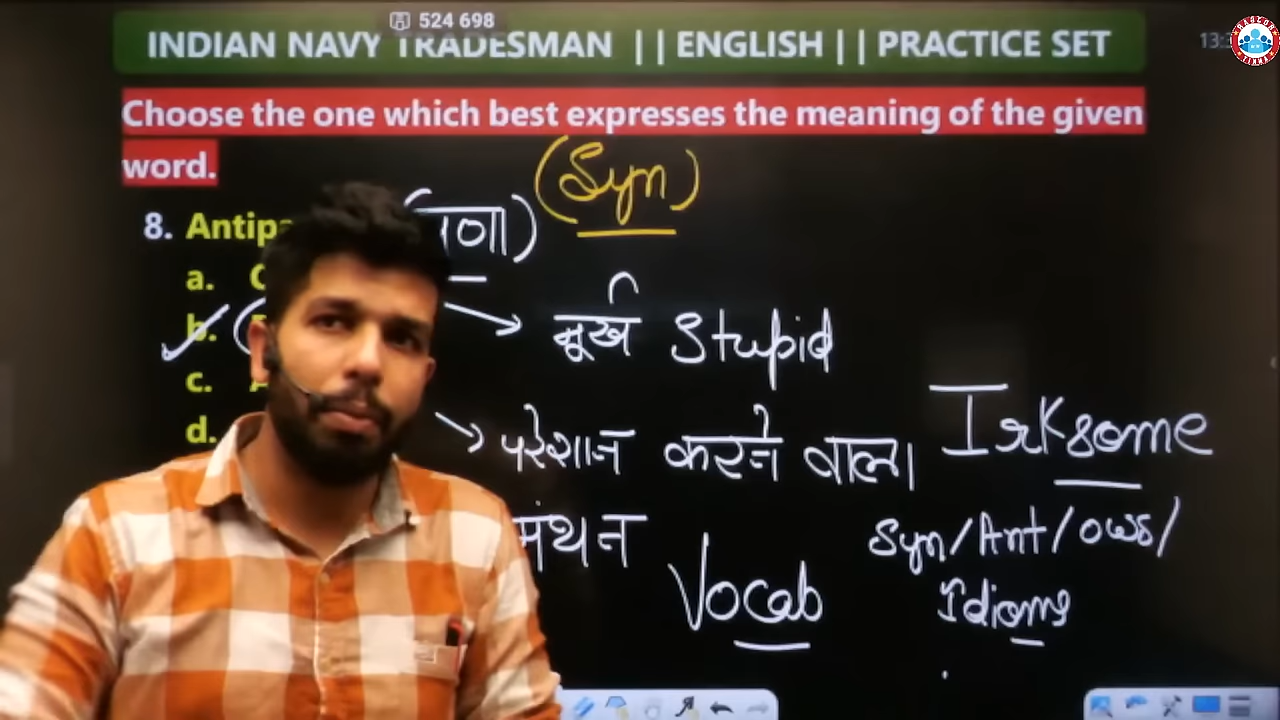 524 698
INDIAN NAVY TRADESMAN || ENGLISH || PRACTICE SET
Choose the one which best expresses the meaning of the given
word.
(Syn)
8.
a.
b.
मूर्ख Stupid
c.
d.
परेशान करने वाला
Irksome
मंथन
Syn/Ant/OWS/
Vocab
Idioms